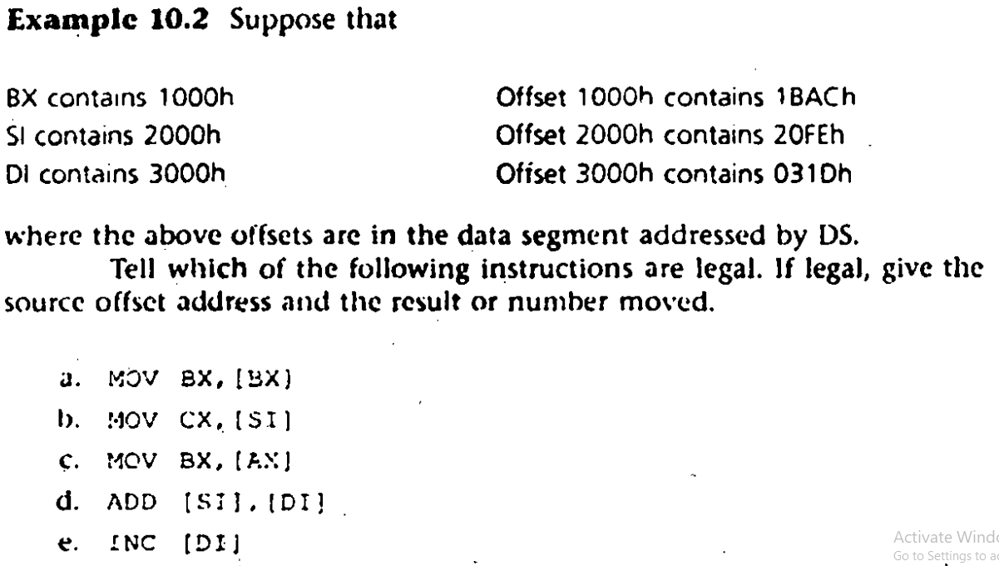 Example 10.2 Suppose that
BX contains 1000h Offset 1000h contains 1BACh
SI contains 2000h Offset 2000h contains 20FEh
DI contains 3000h Offset 3000h contains 031Dh
where the above offsets are in the data segment addressed by DS.
Tell which of the following instructions are legal. If legal, give the
source offset address and the result or number moved.
a. MOV BX, [BX]
b. MOV CX, [SI]
c. MOV BX, [AX]
d. ADD [SI], [DI]
e. INC [DI]
Activate
Go to Settings to